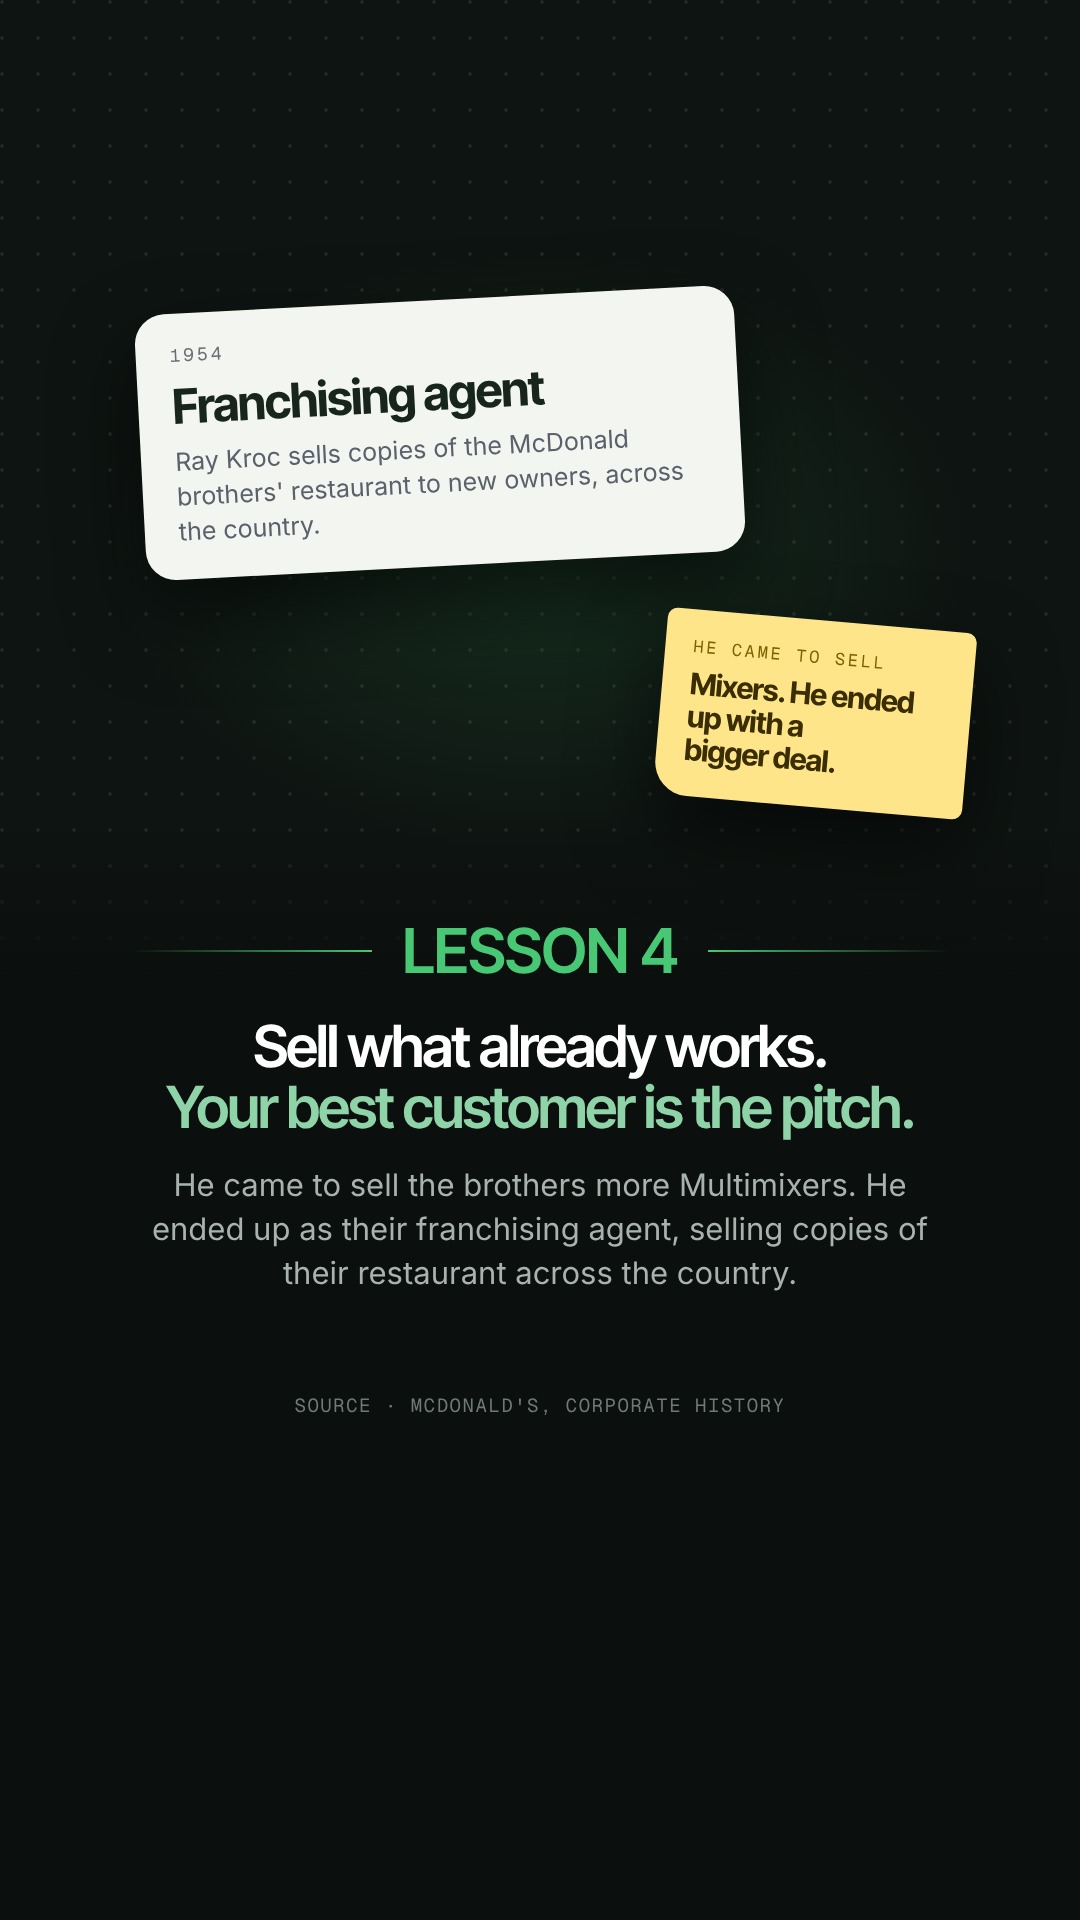 1954
Franchising agent
Ray Kroc sells copies of the McDonald
brothers' restaurant to new owners, across
the country.
HE CAME TO SELL
Mixers. He ended
up with a
bigger deal.
LESSON 4
Sell what already works.
Your best customer is the pitch.
He came to sell the brothers more Multimixers. He
ended up as their franchising agent, selling copies of
their restaurant across the country.
SOURCE · MCDONALD'S, CORPORATE HISTORY